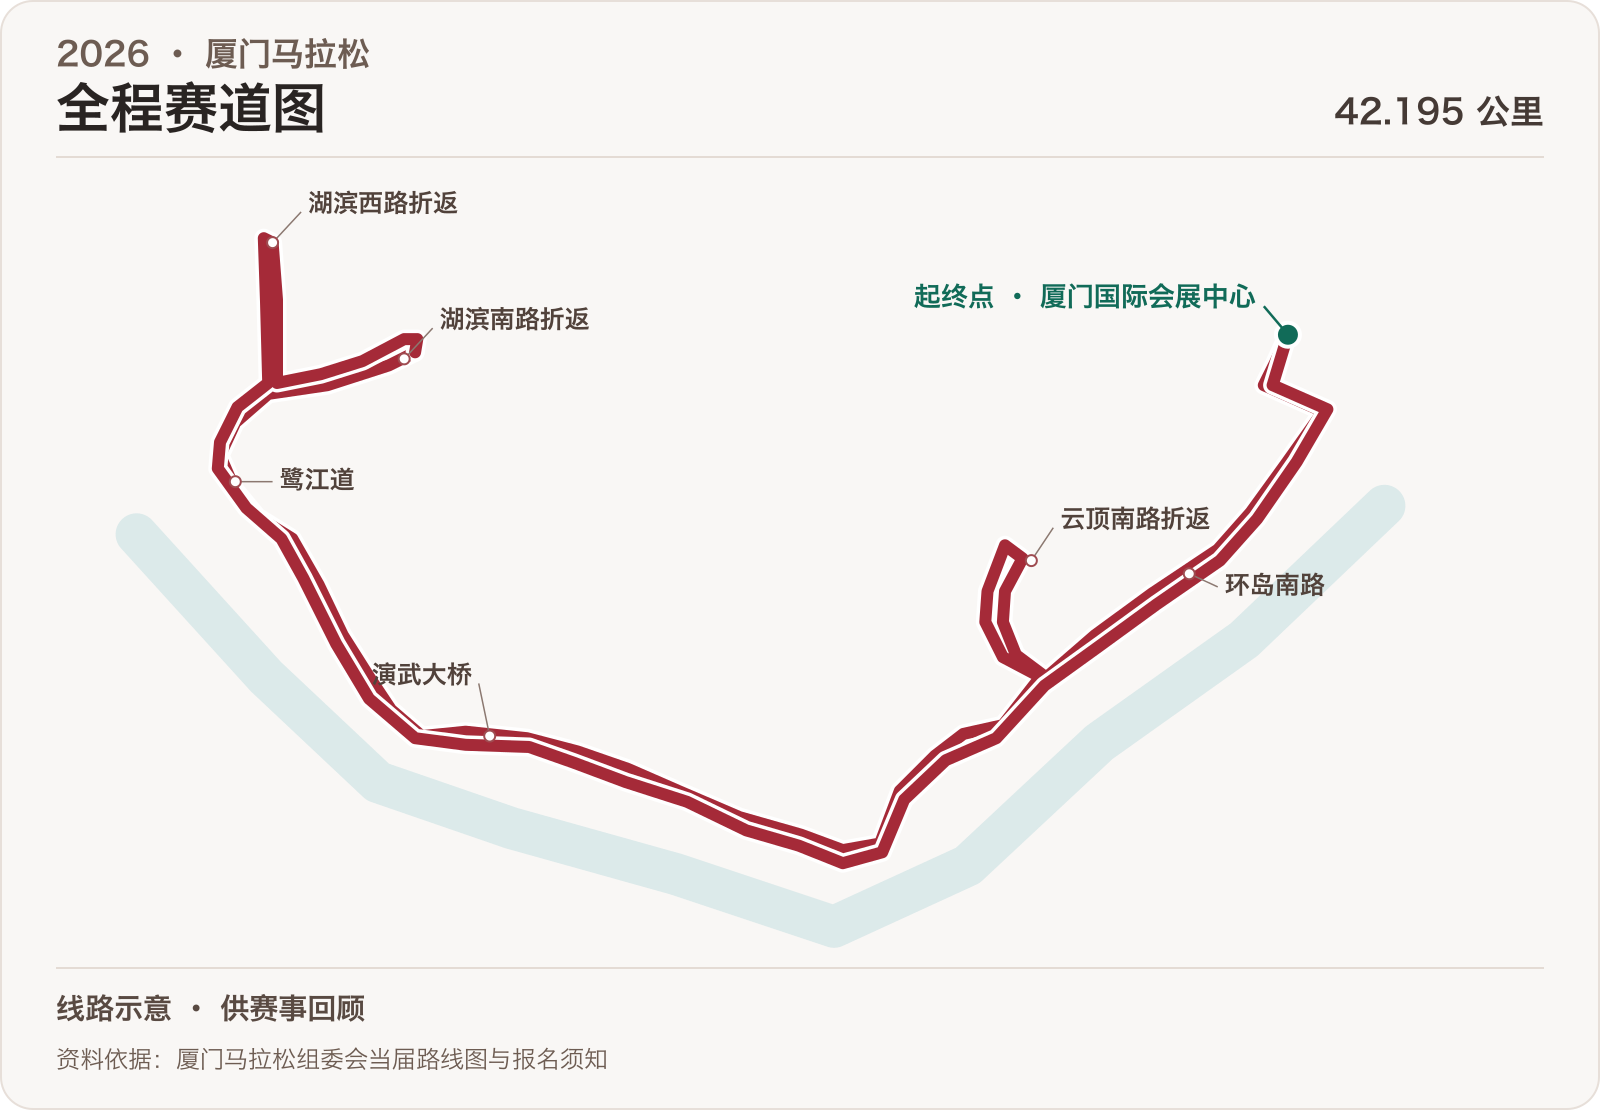 2026 · 厦门马拉松
全程赛道图
42.195 公里
湖滨西路折返
起终点 · 厦门国际会展中心
湖滨南路折返
鹭江道
云顶南路折返
环岛南路
演武大桥
线路示意 · 供赛事回顾
资料依据：厦门马拉松组委会当届路线图与报名须知